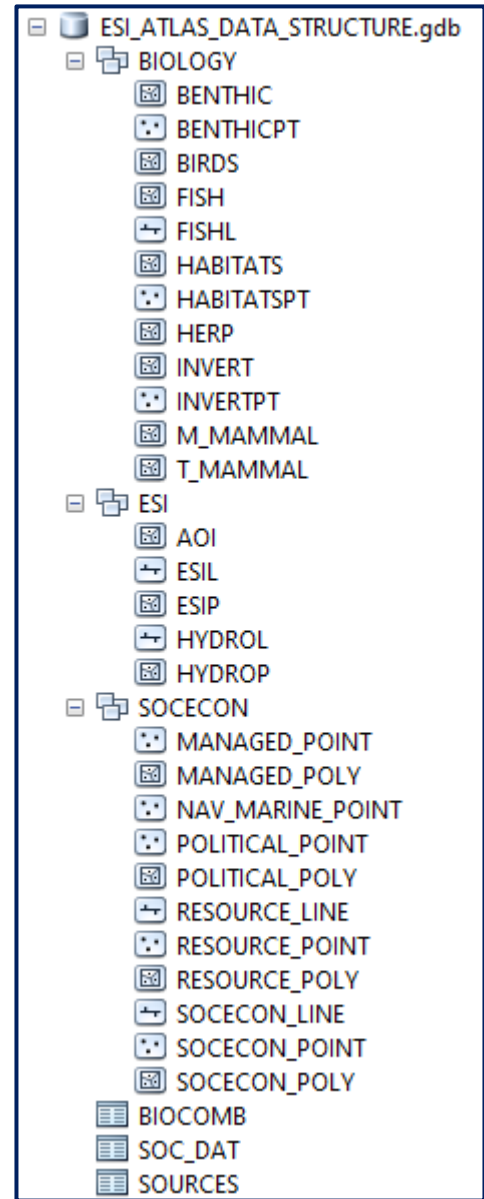 ESI_ATLAS_DATA_STRUCTURE.gdb
BIOLOGY
BENTHIC
BENTHICPT
BIRDS
FISH
FISHL
HABITATS
HABITATSPT
HERP
INVERT
INVERTPT
M_MAMMAL
T_MAMMAL
ESI
AOI
ESIL
ESIP
HYDROL
HYDROP
SOCECON
MANAGED_POINT
MANAGED_POLY
NAV_MARINE_POINT
POLITICAL_POINT
POLITICAL_POLY
RESOURCE_LINE
RESOURCE_POINT
RESOURCE_POLY
SOCECON_LINE
SOCECON_POINT
SOCECON_POLY
BIOCOMB
SOC_DAT
SOURCES